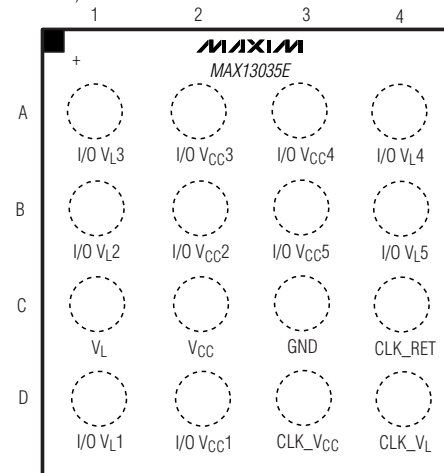 1 2 3 4
MAXIM
+
MAX13035E
A
I/O VL3 I/O VCC3 I/O VCC4 I/O VL4
B
I/O VL2 I/O VCC2 I/O VCC5 I/O VL5
C
VL VCC GND CLK_RET
D
I/O VL1 I/O VCC1 CLK_VCC CLK_VL